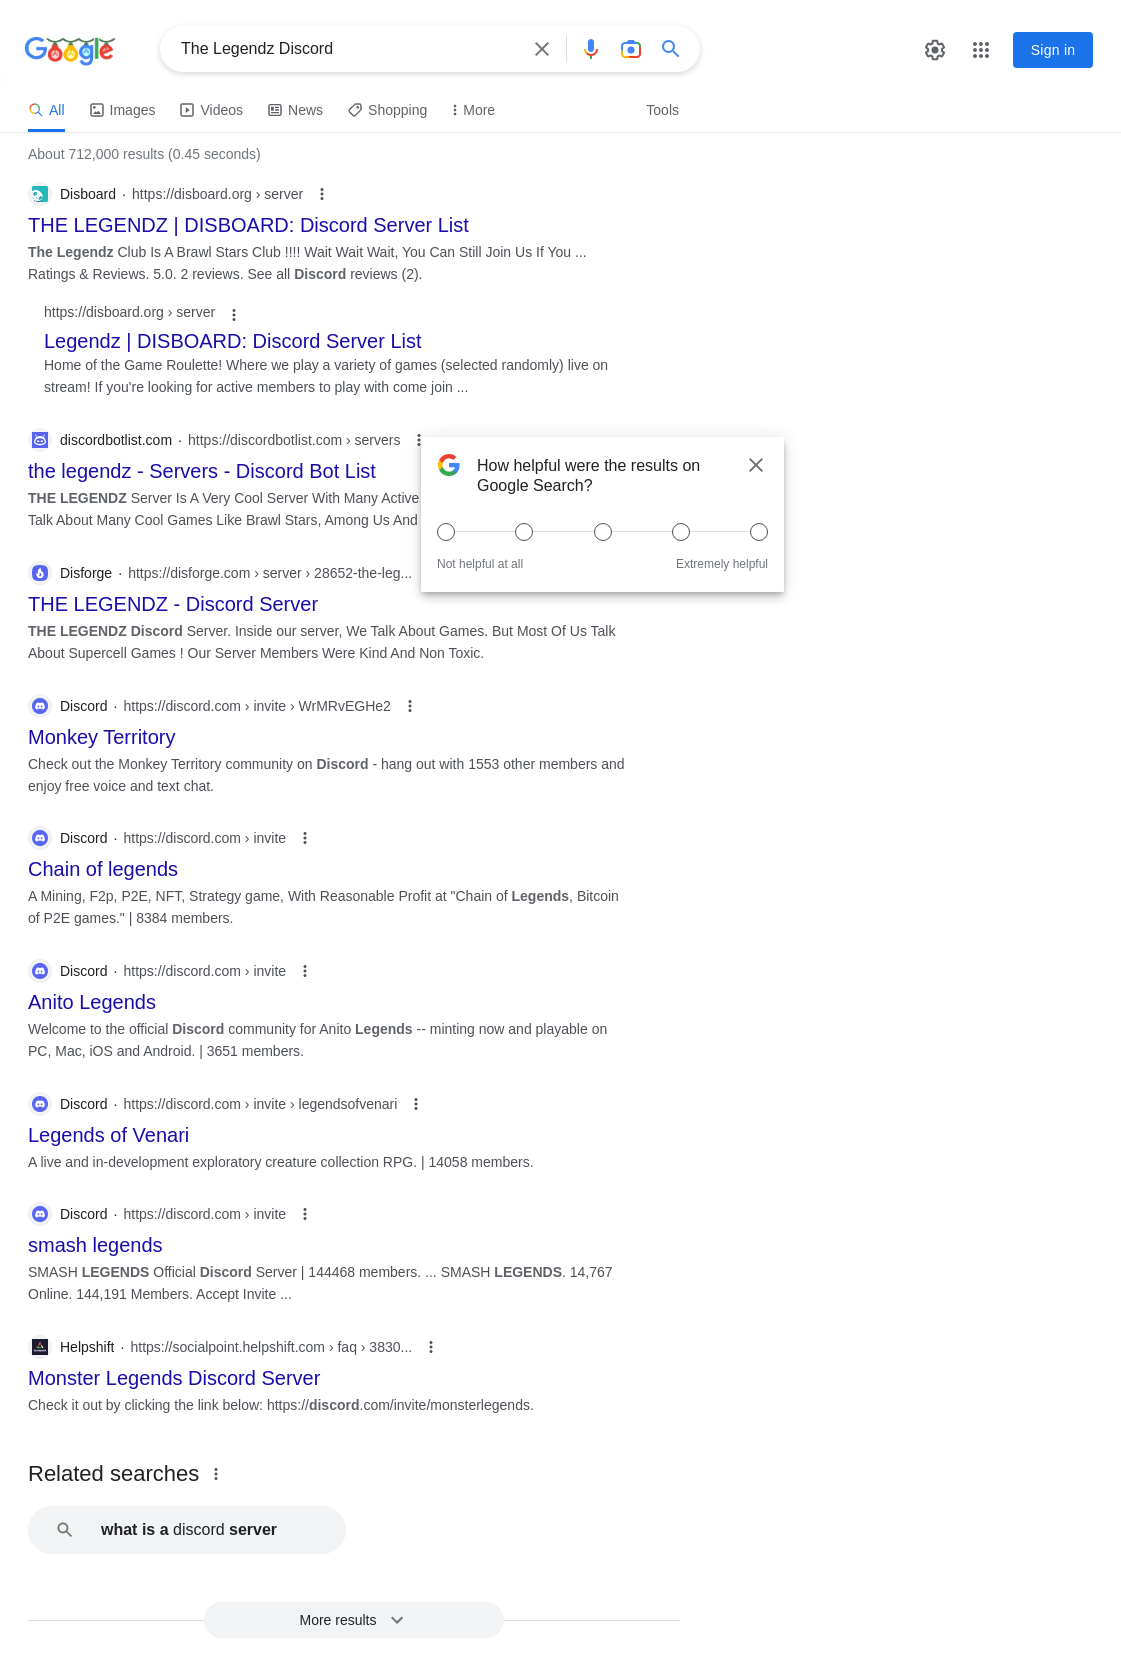 Google
The Legendz Discord
Sign in
All
Images
Videos
News
Shopping
More
Tools
About 712,000 results (0.45 seconds)
Disboard · https://disboard.org › server
THE LEGENDZ | DISBOARD: Discord Server List
The Legendz Club Is A Brawl Stars Club !!!! Wait Wait Wait, You Can Still Join Us If You ...
Ratings & Reviews. 5.0. 2 reviews. See all Discord reviews (2).
https://disboard.org › server
Legendz | DISBOARD: Discord Server List
Home of the Game Roulette! Where we play a variety of games (selected randomly) live on
stream! If you're looking for active members to play with come join ...
discordbotlist.com · https://discordbotlist.com › servers
the legendz - Servers - Discord Bot List
THE LEGENDZ Server Is A Very Cool Server With Many Active
Talk About Many Cool Games Like Brawl Stars, Among Us And
How helpful were the results on
Google Search?
Not helpful at all
Extremely helpful
Disforge · https://disforge.com › server › 28652-the-leg...
THE LEGENDZ - Discord Server
THE LEGENDZ Discord Server. Inside our server, We Talk About Games. But Most Of Us Talk
About Supercell Games ! Our Server Members Were Kind And Non Toxic.
Discord · https://discord.com › invite › WrMRvEGHe2
Monkey Territory
Check out the Monkey Territory community on Discord - hang out with 1553 other members and
enjoy free voice and text chat.
Discord · https://discord.com › invite
Chain of legends
A Mining, F2p, P2E, NFT, Strategy game, With Reasonable Profit at "Chain of Legends, Bitcoin
of P2E games." | 8384 members.
Discord · https://discord.com › invite
Anito Legends
Welcome to the official Discord community for Anito Legends -- minting now and playable on
PC, Mac, iOS and Android. | 3651 members.
Discord · https://discord.com › invite › legendsofvenari
Legends of Venari
A live and in-development exploratory creature collection RPG. | 14058 members.
Discord · https://discord.com › invite
smash legends
SMASH LEGENDS Official Discord Server | 144468 members. ... SMASH LEGENDS. 14,767
Online. 144,191 Members. Accept Invite ...
Helpshift · https://socialpoint.helpshift.com › faq › 3830...
Monster Legends Discord Server
Check it out by clicking the link below: https://discord.com/invite/monsterlegends.
Related searches
what is a discord server
More results